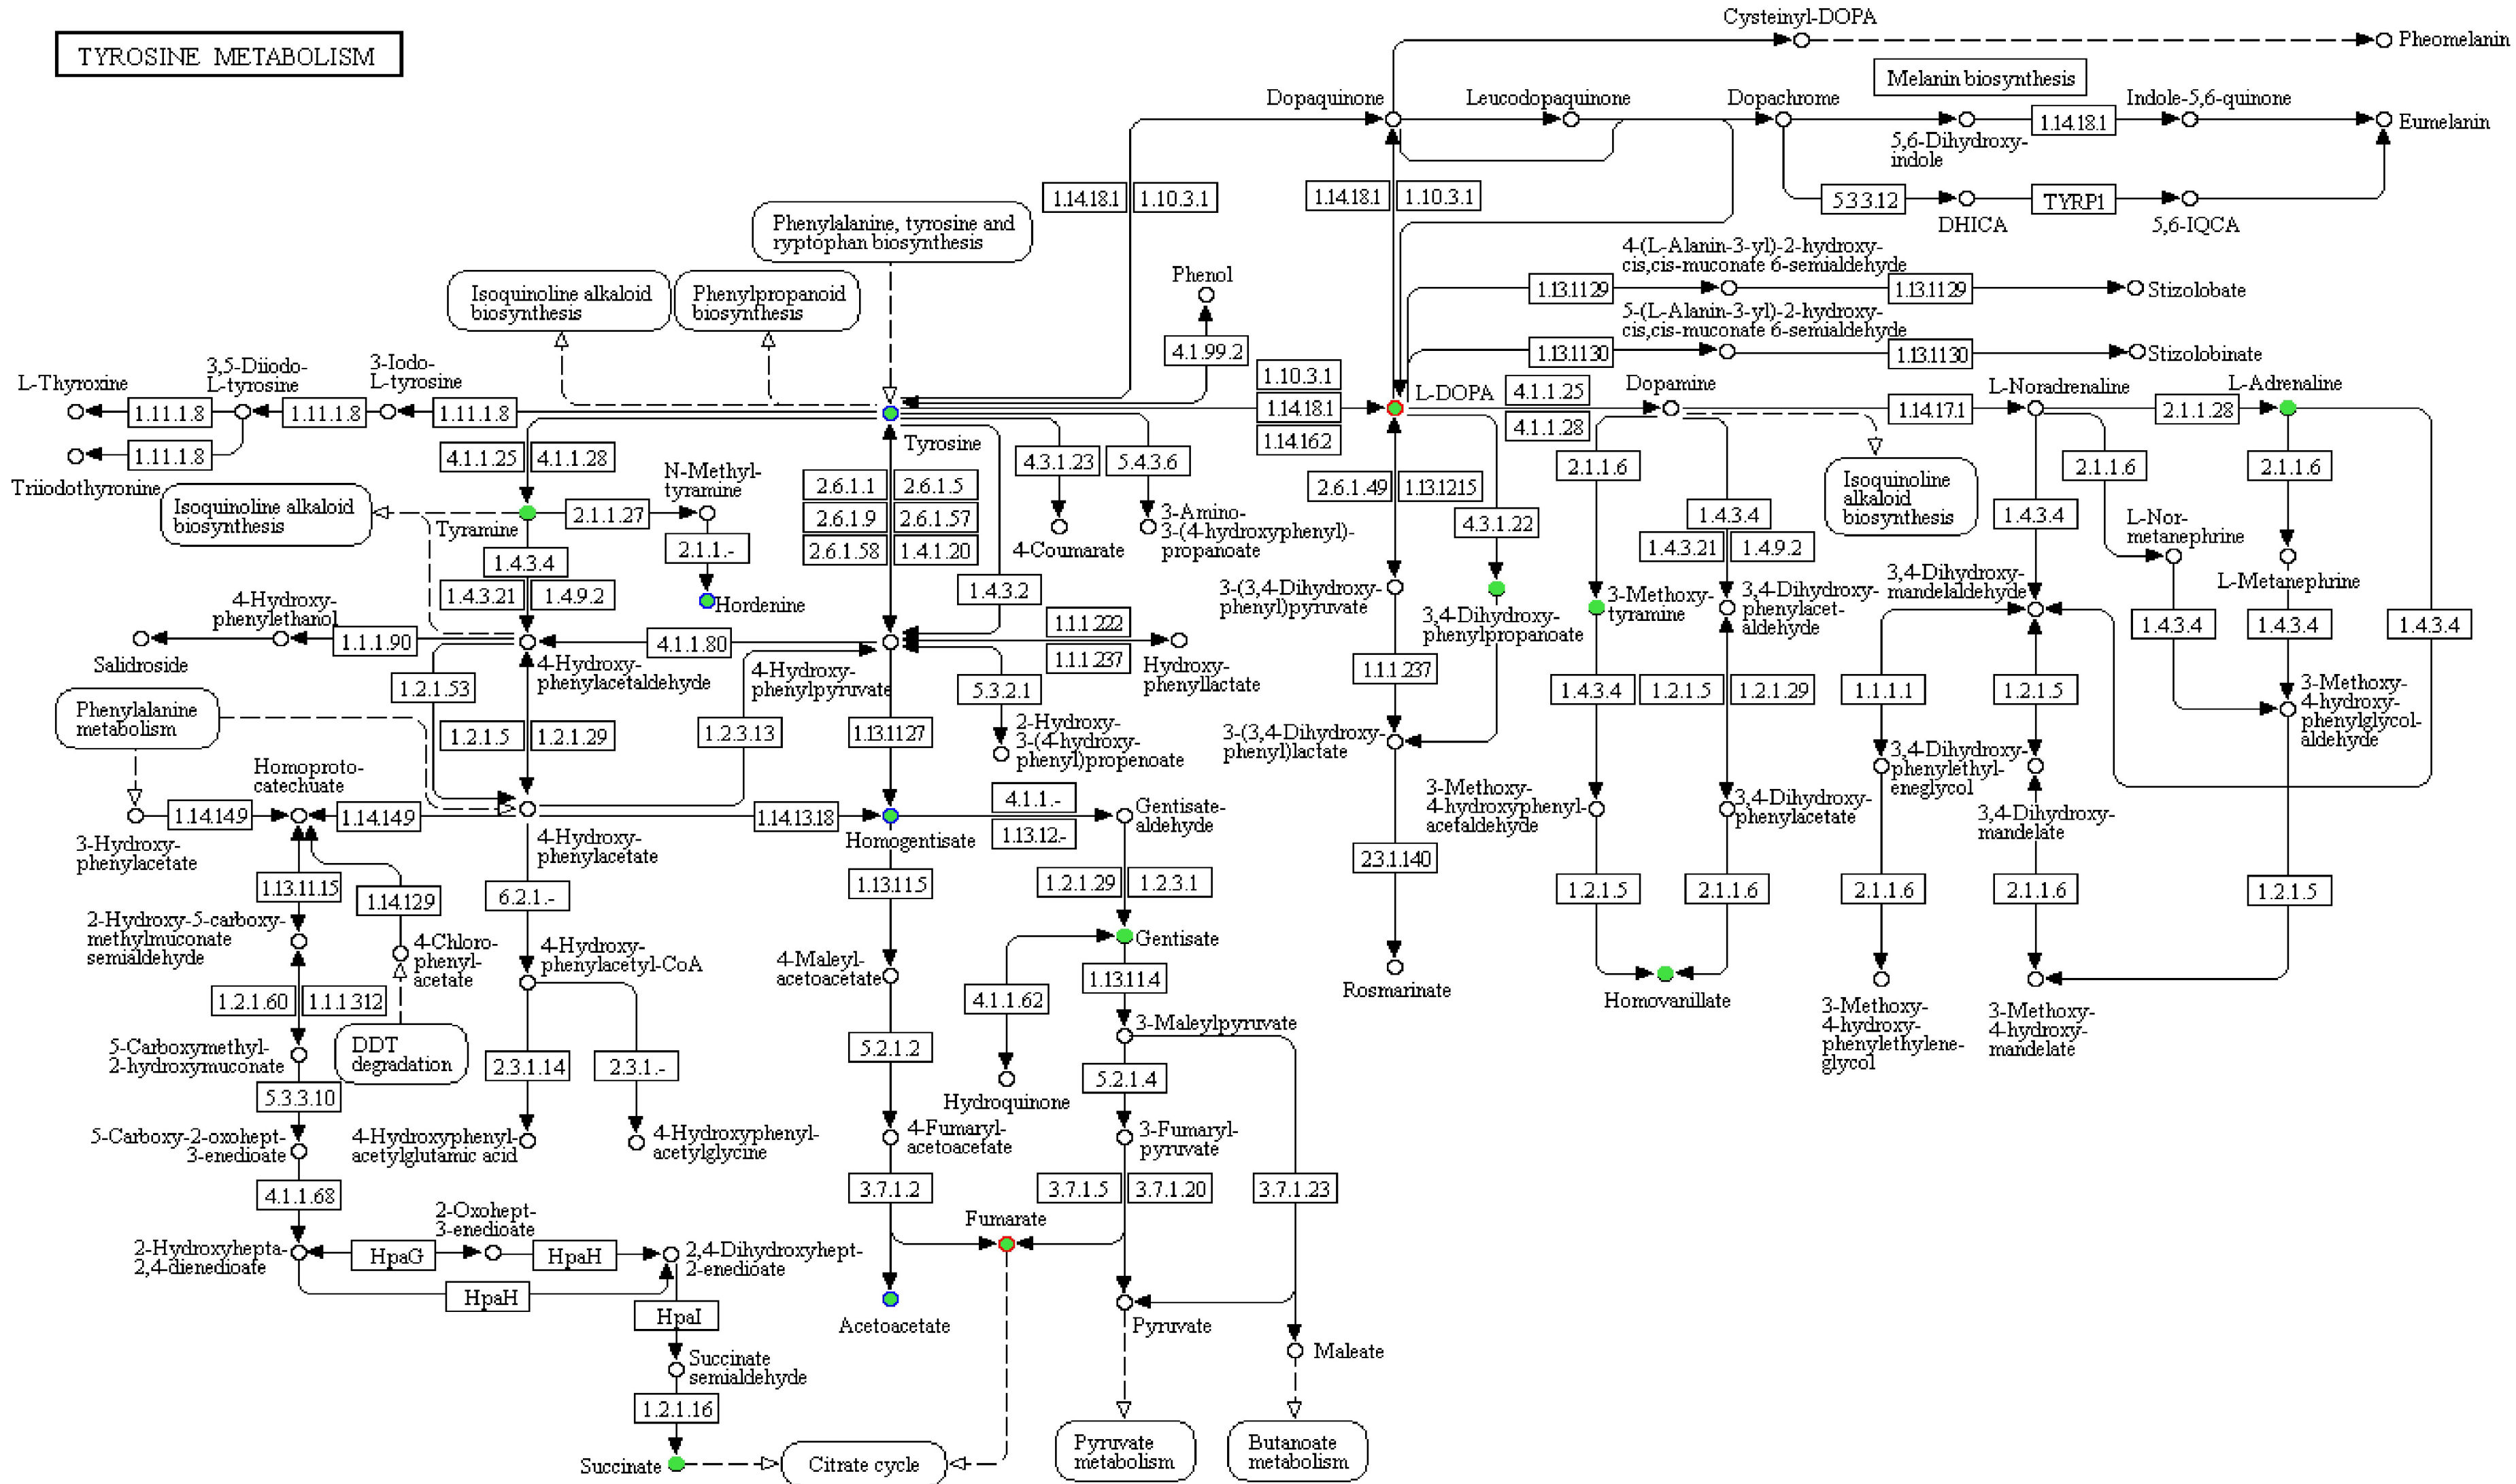 TYROSINE METABOLISM
Cysteinyl-DOPA
Pheomelanin
Melanin biosynthesis
Dopaquinone
Leucodopaquinone
Dopachrome
Indole-5,6-quinone
1.14.18.1
Eumelanin
5,6-Dihydroxy-
indole
1.14.18.1
1.10.3.1
1.14.18.1
1.10.3.1
5.3.3.12
TYRP1
DHICA
5,6-IQCA
Phenylalanine, tyrosine and
ryptophan biosynthesis
Isoquinoline alkaloid
biosynthesis
Phenylpropanoid
biosynthesis
Phenol
4.1.99.2
4-(L-Alanin-3-yl)-2-hydroxy-
cis,cis-muconate 6-semialdehyde
1.13.1129
1.13.1129
Stizolobate
5-(L-Alanin-3-yl)-2-hydroxy-
cis,cis-muconate 6-semialdehyde
1.13.1130
1.13.1130
Stizolobinate
L-Thyroxine
3,5-Diiodo-
L-tyrosine
3-Iodo-
L-tyrosine
1.11.1.8
1.11.1.8
1.11.1.8
1.11.1.8
Triiodothyronine
Tyrosine
1.10.3.1
1.14.18.1
1.14.16.2
L-DOPA
4.1.1.25
4.1.1.28
Dopamine
1.14.17.1
L-Noradrenaline
2.1.1.28
L-Adrenaline
4.1.1.25
4.1.1.28
N-Methyl-
tyramine
Isoquinoline alkaloid
biosynthesis
Tyramine
2.1.1.27
2.1.1.-
Hordenine
1.4.3.4
1.4.3.21
1.4.9.2
2.6.1.1
2.6.1.5
2.6.1.9
2.6.1.57
2.6.1.58
1.4.1.20
1.4.3.2
4.3.1.23
5.4.3.6
4-Coumarate
3-Amino-
3-(4-hydroxyphenyl)-
propanoate
2.6.1.49
1.13.1215
4.3.1.22
3-(3,4-Dihydroxy-
phenyl)pyruvate
3,4-Dihydroxy-
phenylpropanoate
2.1.1.6
1.4.3.4
1.4.3.21
1.4.9.2
Isoquinoline
alkaloid
biosynthesis
1.4.3.4
2.1.1.6
2.1.1.6
L-Nor-
metanephrine
L-Metanephrine
3-Methoxy-
tyramine
3,4-Dihydroxy-
phenylacet-
aldehyde
3,4-Dihydroxy-
mandelaldehyde
1.4.3.4
1.4.3.4
1.4.3.4
4-Hydroxy-
phenylethanol
Salidroside
1.1.1.90
4-Hydroxy-
phenylacetaldehyde
4.1.1.80
4-Hydroxy-
phenylpyruvate
1.1.1.222
1.1.1.237
Hydroxy-
phenyllactate
1.2.1.53
5.3.2.1
1.1.1.237
1.4.3.4
1.2.1.5
1.2.1.29
1.1.1.1
1.2.1.5
3-Methoxy-
4-hydroxy-
phenylglycol-
aldehyde
Phenylalanine
metabolism
1.2.1.5
1.2.1.29
1.2.3.13
1.13.1127
2-Hydroxy-
3-(4-hydroxy-
phenyl)propenoate
3-(3,4-Dihydroxy-
phenyl)lactate
3,4-Dihydroxy-
phenylethyl-
eneglycol
Homoproto-
catechuate
3-Hydroxy-
phenylacetate
1.14.14.9
1.14.14.9
4-Hydroxy-
phenylacetate
1.14.13.18
Homogentisate
4.1.1.-
1.13.12.-
Gentisate-
aldehyde
3-Methoxy-
4-hydroxyphenyl-
acetaldehyde
3,4-Dihydroxy-
phenylacetate
3,4-Dihydroxy-
mandelate
1.13.11.15
1.14.129
6.2.1.-
1.13.11.5
1.2.1.29
1.2.3.1
2.3.1.140
1.2.1.5
2.1.1.6
2.1.1.6
2.1.1.6
1.2.1.5
2-Hydroxy-5-carboxy-
methylmuconate
semialdehyde
4-Chloro-
phenyl-
acetate
4-Hydroxy-
phenylacetyl-CoA
4-Maleyl-
acetoacetate
Gentisate
1.2.1.60
1.1.1.312
4.1.1.62
1.13.11.4
Rosmarinate
Homovanillate
3-Methoxy-
4-hydroxy-
phenylethylene-
glycol
3-Methoxy-
4-hydroxy-
mandelate
DDT
degradation
5-Carboxymethyl-
2-hydroxymuconate
2.3.1.14
2.3.1.-
5.2.1.2
3-Maleylpyruvate
5.2.1.4
Hydroquinone
5.3.3.10
5-Carboxy-2-oxohept-
3-enedioate
4-Hydroxyphenyl-
acetylglutamic acid
4-Hydroxyphenyl-
acetylglycine
4-Fumaryl-
acetoacetate
3-Fumaryl-
pyruvate
4.1.1.68
3.7.1.2
3.7.1.5
3.7.1.20
3.7.1.23
Fumarate
2-Hydroxyhepta-
2,4-dienedioate
HpaG
2-Oxohept-
3-enedioate
HpaH
2,4-Dihydroxyhept-
2-enedioate
HpaH
HpaI
Acetoacetate
Pyruvate
Maleate
Succinate
semialdehyde
1.2.1.16
Succinate
Citrate cycle
Pyruvate
metabolism
Butanoate
metabolism